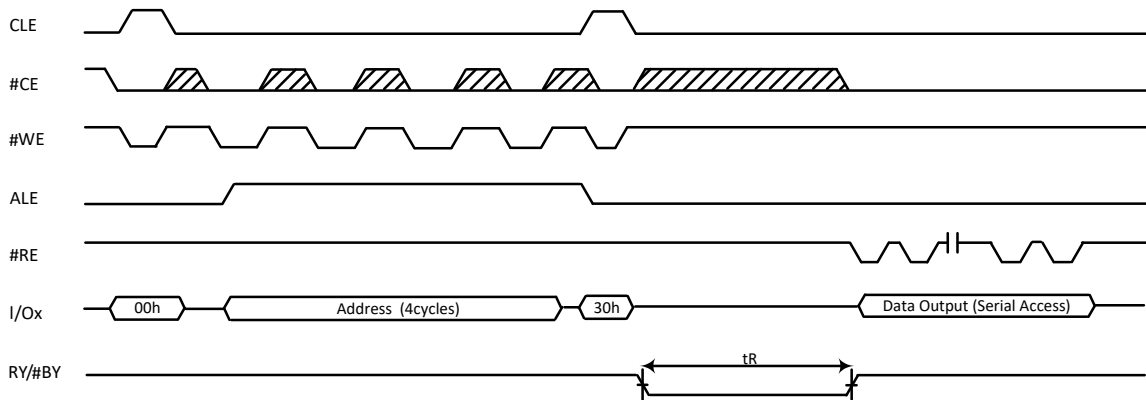 CLE
#CE
#WE
ALE
#RE
I/Ox
00h
Address (4cycles)
30h
Data Output (Serial Access)
RY/#BY
tR